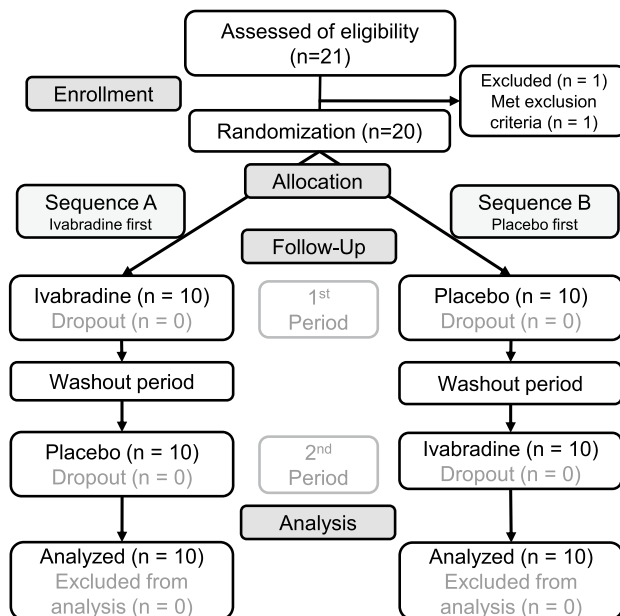 Assessed of eligibility
(n=21)
Enrollment
Excluded (n = 1)
Met exclusion
criteria (n = 1)
Randomization (n=20)
Allocation
Sequence A
Ivabradine first
Sequence B
Placebo first
Follow-Up
Ivabradine (n = 10)
Dropout (n = 0)
1st
Period
Placebo (n = 10)
Dropout (n = 0)
Washout period
Washout period
Placebo (n = 10)
Dropout (n = 0)
2nd
Period
Ivabradine (n = 10)
Dropout (n = 0)
Analysis
Analyzed (n = 10)
Excluded from
analysis (n = 0)
Analyzed (n = 10)
Excluded from
analysis (n = 0)